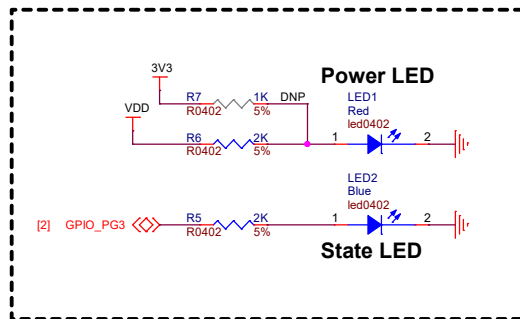 3V3
R7 1K DNP
R0402 5%
Power LED
LED1
Red
led0402
VDD
R6 2K
R0402 5%
1 2
LED2
Blue
led0402
[2] GPIO_PG3
R5 2K
R0402 5%
1 2
State LED